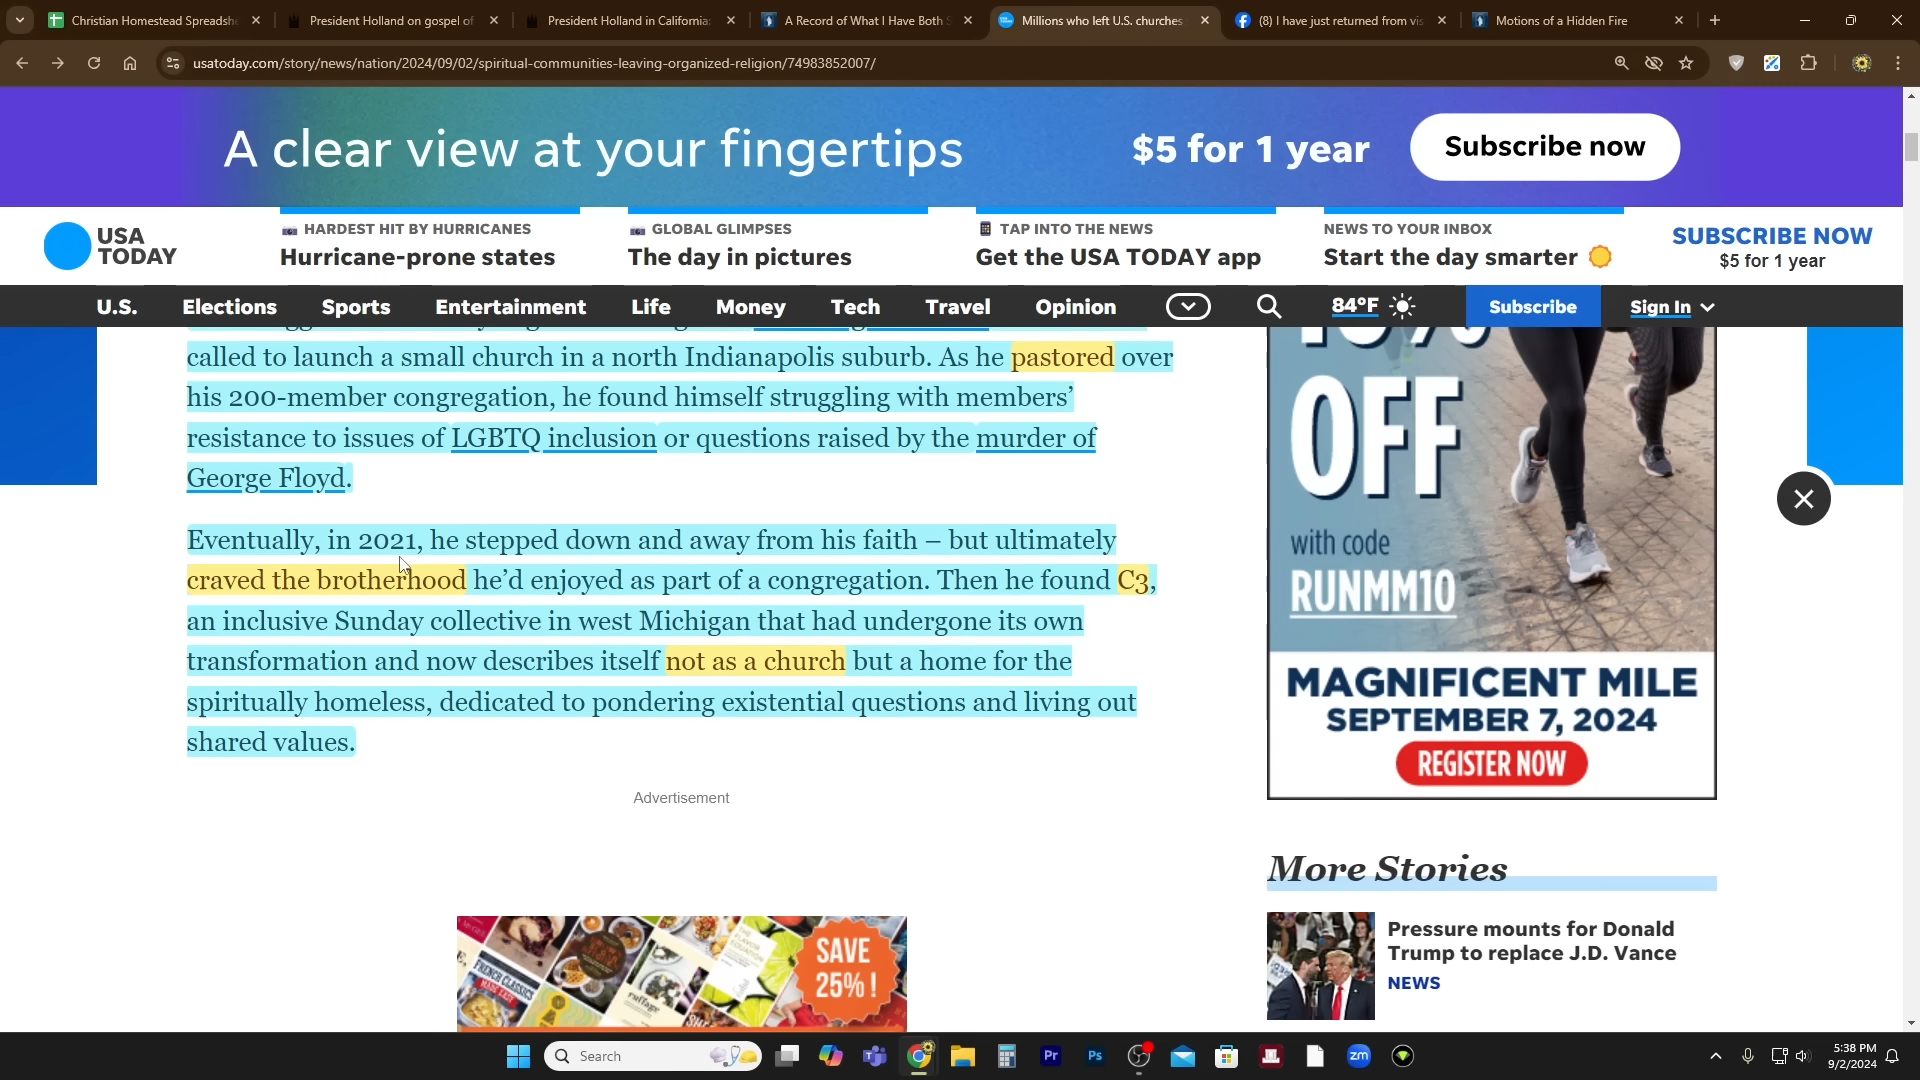 Christian Homestead Spreadshe
President Holland on gospel of
President Holland in California:
A Record of What I Have Both S
Millions who left U.S. churches
(8) I have just returned from vis
Motions of a Hidden Fire
usatoday.com/story/news/nation/2024/09/02/spiritual-communities-leaving-organized-religion/74983852007/
A clear view at your fingertips
$5 for 1 year
Subscribe now
USA
TODAY
HARDEST HIT BY HURRICANES
Hurricane-prone states
GLOBAL GLIMPSES
The day in pictures
TAP INTO THE NEWS
Get the USA TODAY app
NEWS TO YOUR INBOX
Start the day smarter
SUBSCRIBE NOW
$5 for 1 year
U.S.
Elections
Sports
Entertainment
Life
Money
Tech
Travel
Opinion
84°F
Subscribe
Sign In
called to launch a small church in a north Indianapolis suburb. As he pastored over
his 200-member congregation, he found himself struggling with members’
resistance to issues of LGBTQ inclusion or questions raised by the murder of
George Floyd.
Eventually, in 2021, he stepped down and away from his faith – but ultimately
craved the brotherhood he’d enjoyed as part of a congregation. Then he found C3,
an inclusive Sunday collective in west Michigan that had undergone its own
transformation and now describes itself not as a church but a home for the
spiritually homeless, dedicated to pondering existential questions and living out
shared values.
Advertisement
SAVE
25%!
FRENCH CLASSICS
MADE EASY
ruffage
OFF
with code
RUNMM10
MAGNIFICENT MILE
SEPTEMBER 7, 2024
REGISTER NOW
More Stories
Pressure mounts for Donald
Trump to replace J.D. Vance
NEWS
Search
Pr
Ps
zm
5:38 PM
9/2/2024